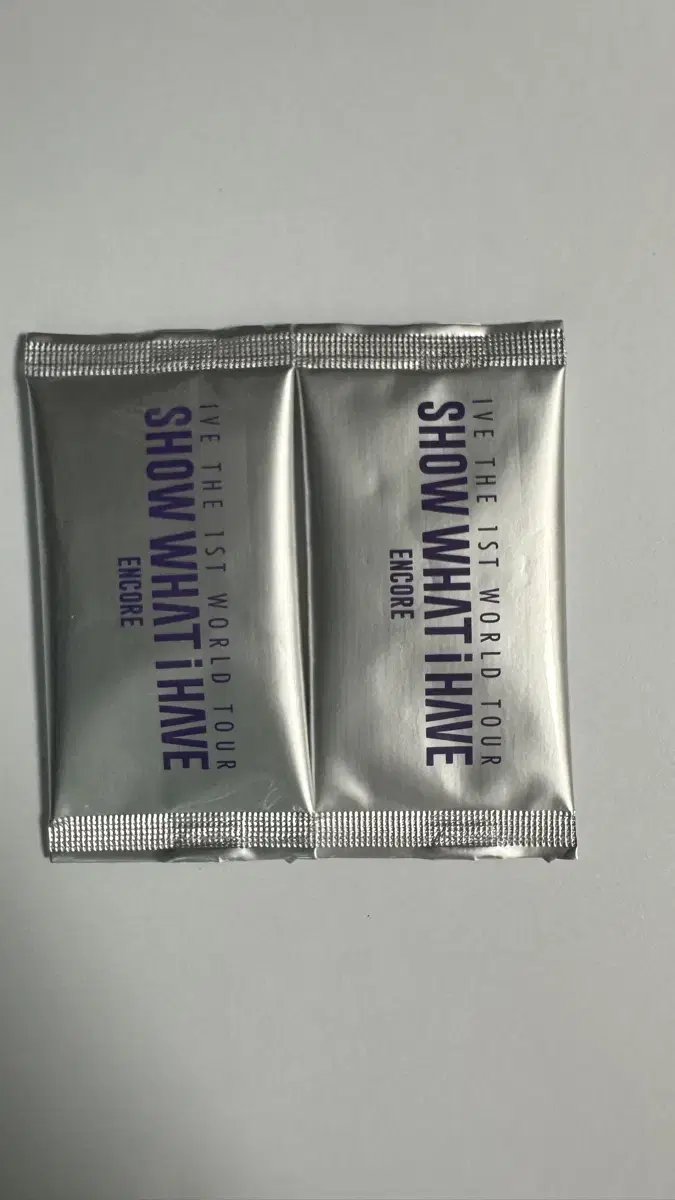 IVE THE 1ST WORLD TOUR
SHOW WHAT i HAVE
ENCORE
IVE THE 1ST WORLD TOUR
SHOW WHAT i HAVE
ENCORE